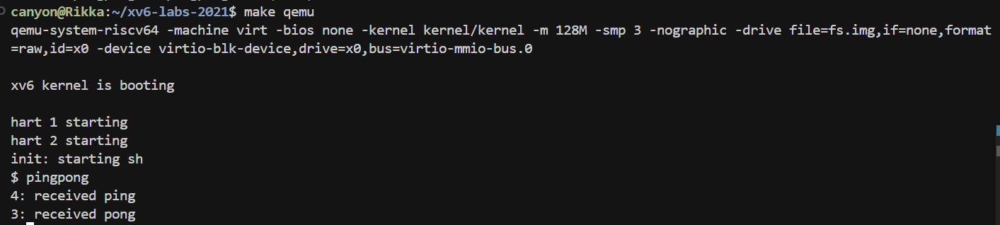 canyon@Rikka:~/xv6-labs-2021$ make qemu
qemu-system-riscv64 -machine virt -bios none -kernel kernel/kernel -m 128M -smp 3 -nographic -drive file=fs.img,if=none,format
=raw,id=x0 -device virtio-blk-device,drive=x0,bus=virtio-mmio-bus.0
xv6 kernel is booting
hart 1 starting
hart 2 starting
init: starting sh
$ pingpong
4: received ping
3: received pong